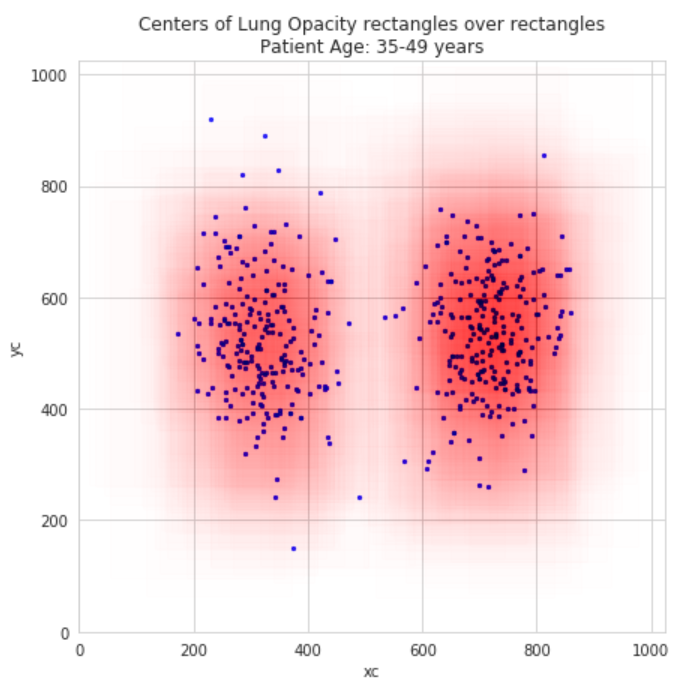 Centers of Lung Opacity rectangles over rectangles
Patient Age: 35-49 years
1000
800
600
yc
400
200
0
0 200 400 600 800 1000
xc